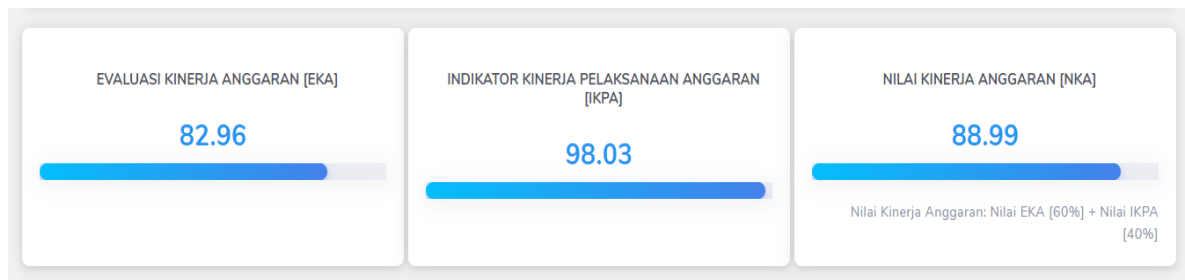 EVALUASI KINERJA ANGGARAN [EKA]
82.96
INDIKATOR KINERJA PELAKSANAAN ANGGARAN
[IKPA]
98.03
NILAI KINERJA ANGGARAN [NKA]
88.99
Nilai Kinerja Anggaran: Nilai EKA [60%] + Nilai IKPA
[40%]